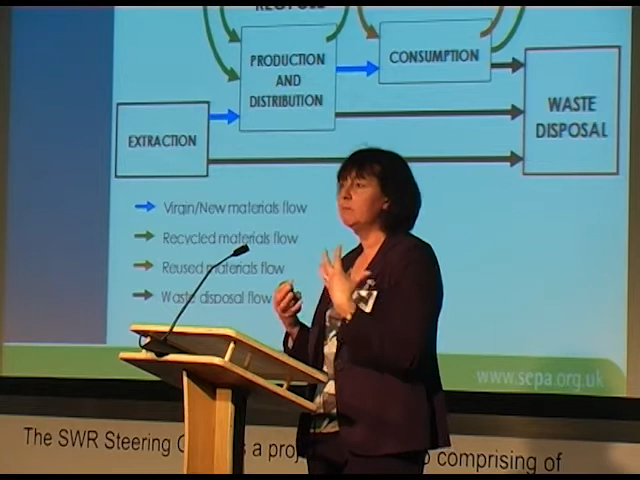 PRODUCTION
AND
DISTRIBUTION
CONSUMPTION
WASTE
DISPOSAL
EXTRACTION
Virgin/New materials flow
Recycled materials flow
Reused materials flow
Waste disposal flow
www.sepa.org.uk
The SWR Steering
s a
comprising of